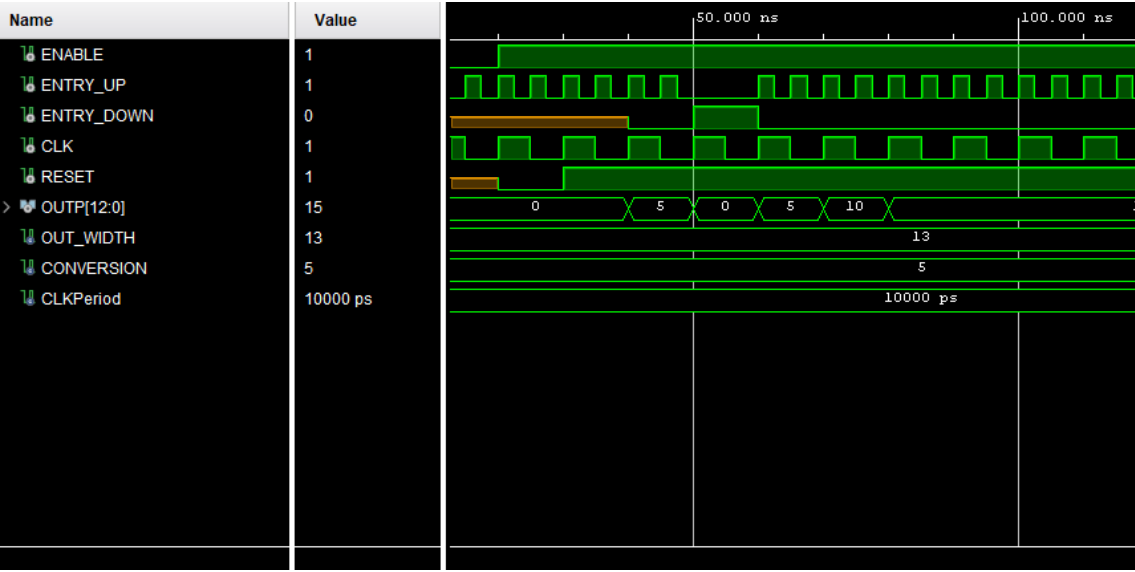 Name Value 50.000 ns 100.000 ns
ENABLE 1
ENTRY_UP 1
ENTRY_DOWN 0
CLK 1
RESET 1
> OUTP[12:0] 15 0 5 0 5 10
OUT_WIDTH 13 13
CONVERSION 5 5
CLKPeriod 10000 ps 10000 ps